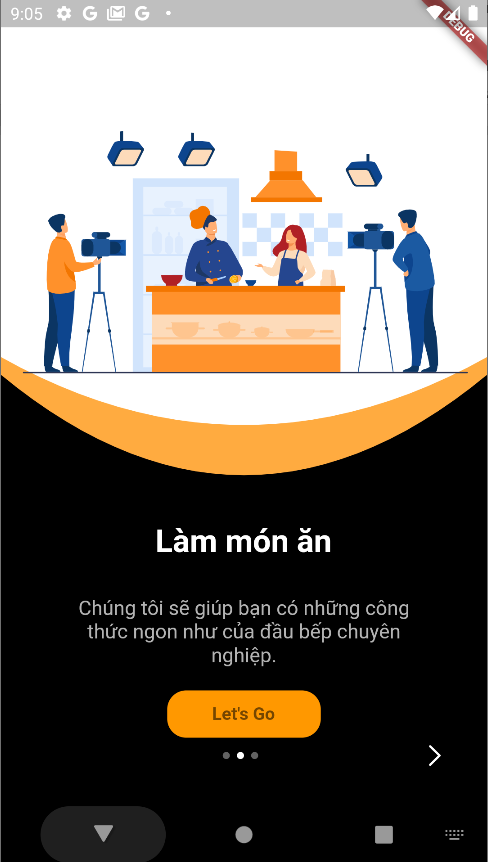 9:05
DEBUG
Làm món ăn
Chúng tôi sẽ giúp bạn có những công
thức ngon như của đầu bếp chuyên
nghiệp.
Let's Go